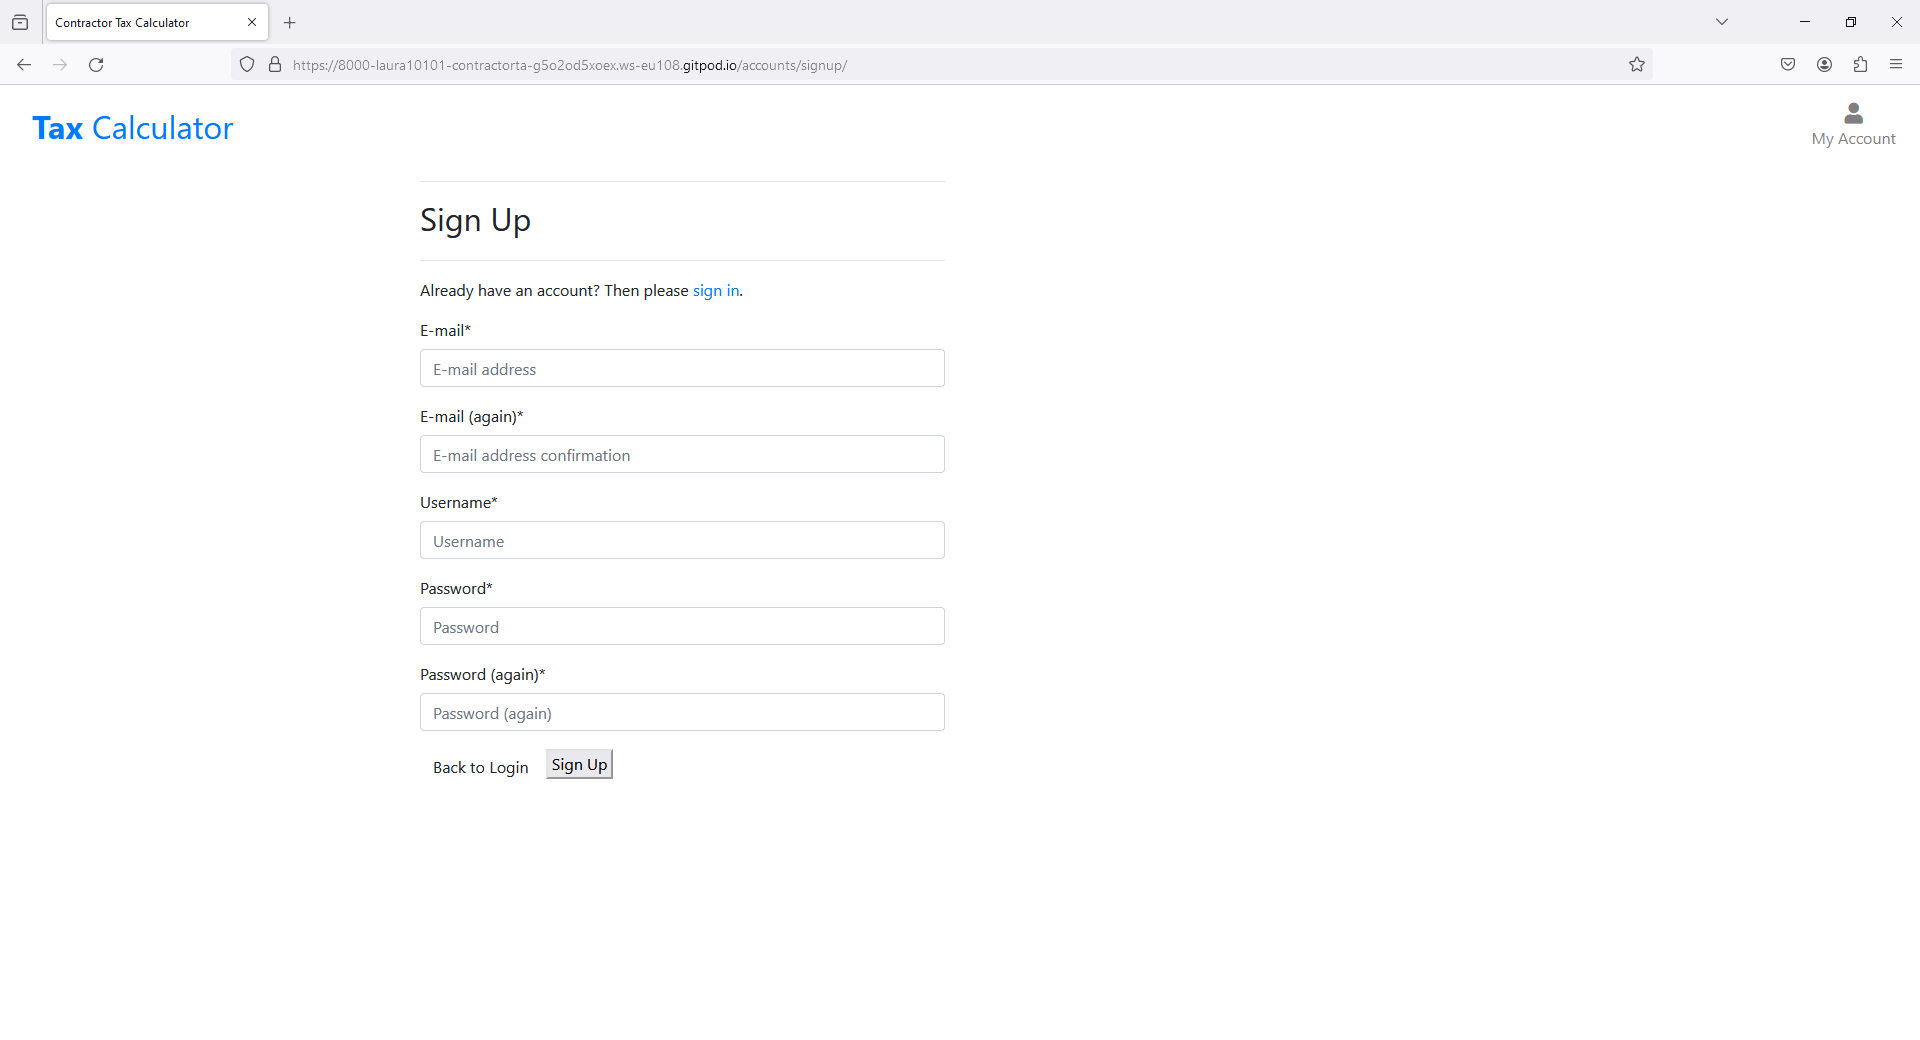 Contractor Tax Calculator
https://8000-laura10101-contractorta-g5o2od5xoex.ws-eu108.gitpod.io/accounts/signup/
Tax Calculator
My Account
Sign Up
Already have an account? Then please sign in.
E-mail*
E-mail address
E-mail (again)*
E-mail address confirmation
Username*
Username
Password*
Password
Password (again)*
Password (again)
Back to Login Sign Up